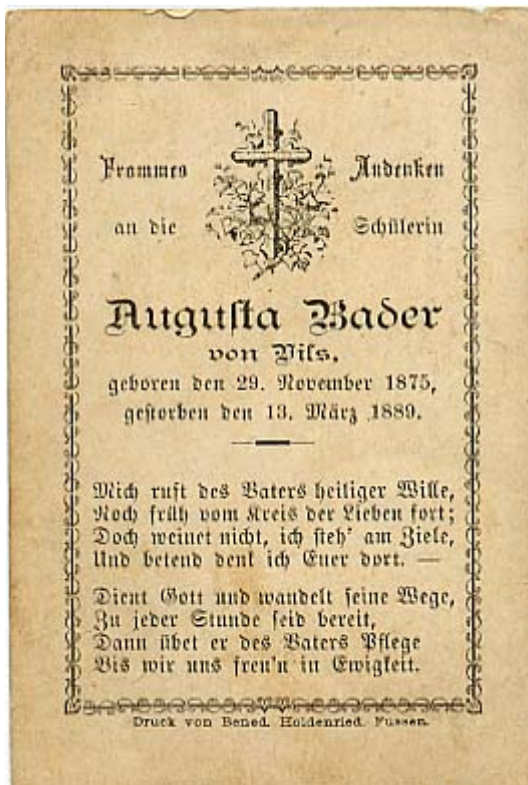 Frommes Andenken
an die Schülerin
Augusta Bader
von Vils,
geboren den 29. November 1875,
gestorben den 13. März 1889.
Mich ruft des Vaters heiliger Wille,
Noch früh vom Kreis der Lieben fort;
Doch weinet nicht, ich steh' am Ziele,
Und betend denk ich Euer dort. —
Dient Gott und wandelt seine Wege,
Zu jeder Stunde seid bereit,
Dann übet er des Vaters Pflege
Bis wir uns freu'n in Ewigkeit.
Druck von Bened. Holdenried. Füssen.